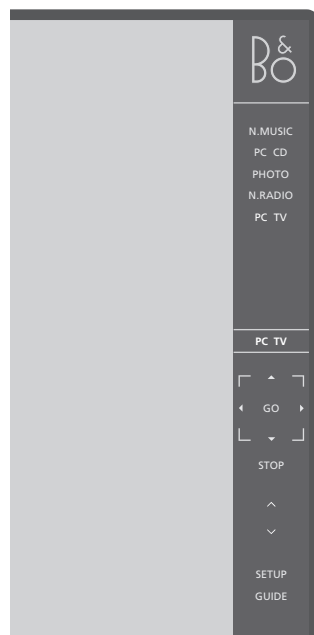 B&O
N.MUSIC
PC CD
PHOTO
N.RADIO
PC TV
PC TV
GO
STOP
SETUP
GUIDE